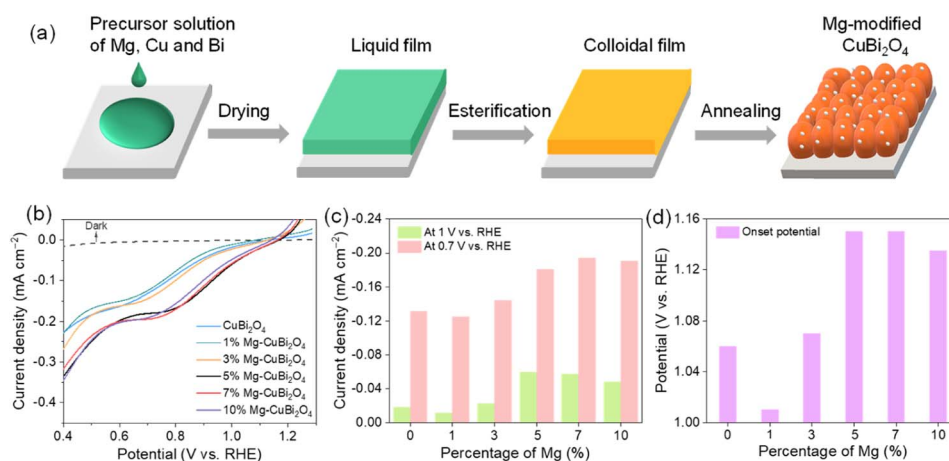 (a)
Precursor solution
of Mg, Cu and Bi
Drying
Liquid film
Esterification
Colloidal film
Annealing
Mg-modified
CuBi₂O₄
(b)
Dark
0.0
-0.1
-0.2
-0.3
-0.4
Current density (mA cm⁻²)
CuBi₂O₄
1% Mg-CuBi₂O₄
3% Mg-CuBi₂O₄
5% Mg-CuBi₂O₄
7% Mg-CuBi₂O₄
10% Mg-CuBi₂O₄
0.4 0.6 0.8 1.0 1.2
Potential (V vs. RHE)
(c)
-0.24
-0.20
-0.16
-0.12
-0.08
-0.04
0.00
Current density (mA cm⁻²)
At 1 V vs. RHE
At 0.7 V vs. RHE
0 1 3 5 7 10
Percentage of Mg (%)
(d)
1.16
1.12
1.08
1.04
1.00
Potential (V vs. RHE)
Onset potential
0 1 3 5 7 10
Percentage of Mg (%)